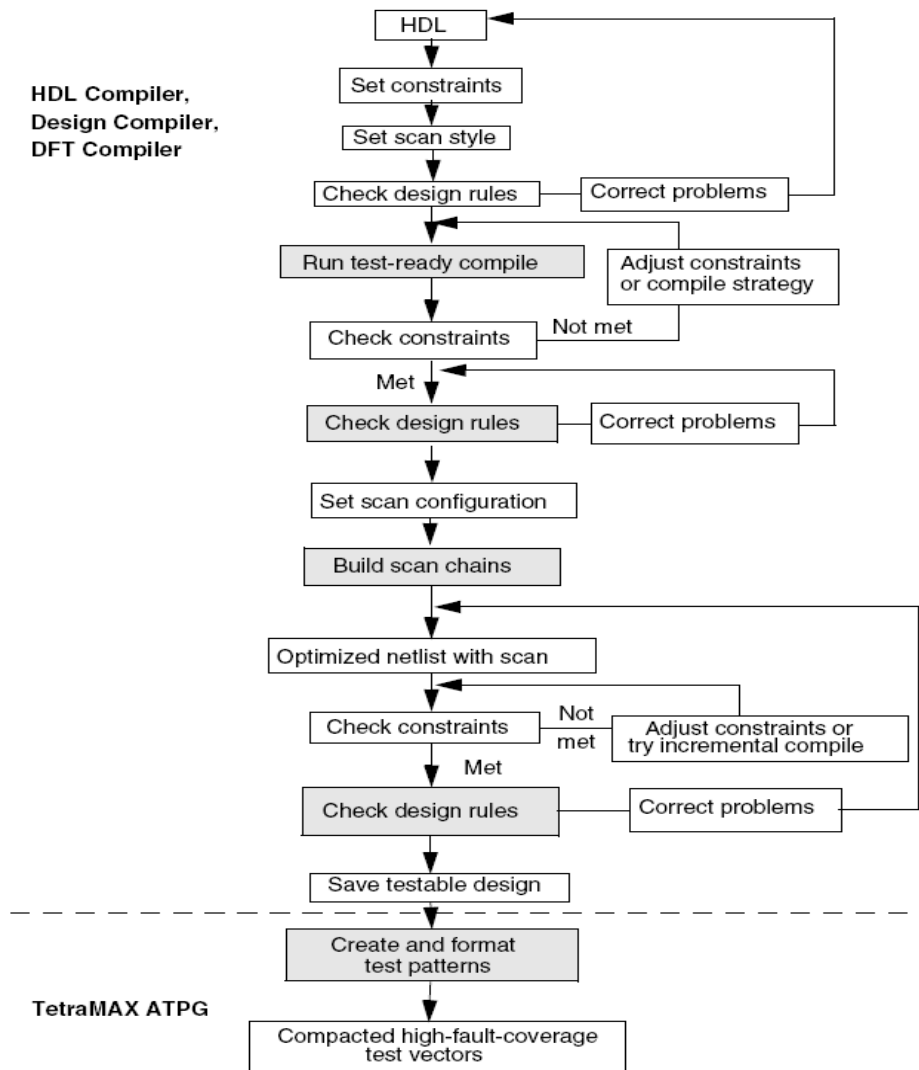 HDL
HDL Compiler,
Design Compiler,
DFT Compiler
Set constraints
Set scan style
Check design rules
Correct problems
Run test-ready compile
Adjust constraints
or compile strategy
Check constraints
Not met
Met
Check design rules
Correct problems
Set scan configuration
Build scan chains
Optimized netlist with scan
Check constraints
Not
met
Adjust constraints or
try incremental compile
Met
Check design rules
Correct problems
Save testable design
Create and format
test patterns
TetraMAX ATPG
Compacted high-fault-coverage
test vectors